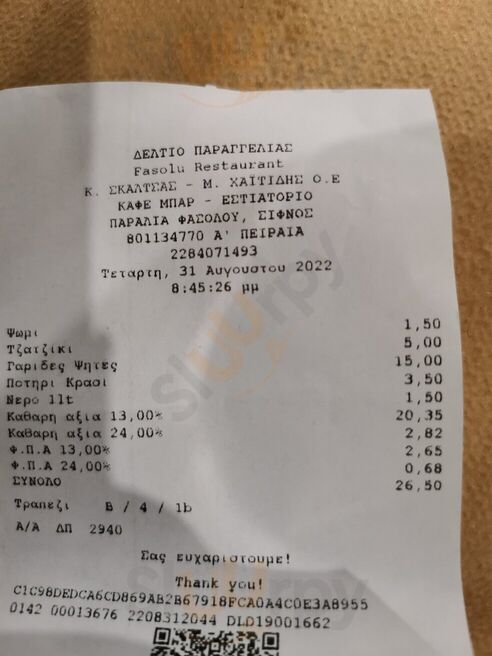 ΔΕΛΤΙΟ ΠΑΡΑΓΓΕΛΙΑΣ
Fasolu Restaurant
Κ. ΣΚΑΛΤΣΑΣ - Μ. ΧΑΪΤΙΔΗΣ Ο.Ε
ΚΑΦΕ ΜΠΑΡ - ΕΣΤΙΑΤΟΡΙΟ
ΠΑΡΑΛΙΑ ΦΑΣΟΛΟΥ, ΣΙΦΝΟΣ
801134770 Α' ΠΕΙΡΑΙΑ
2284071493
Τεταρτη, 31 Αυγουστου 2022
8:45:26 μμ
Ψωμι 1,50
Τζατζικι 5,00
Γαριδες Ψητες 15,00
Ποτηρι Κρασι 3,50
Νερο 1lt 1,50
Καθαρη αξια 13,00% 20,35
Καθαρη αξια 24,00% 2,82
Φ.Π.Α 13,00% 2,65
Φ.Π.Α 24,00% 0,68
ΣΥΝΟΛΟ 26,50
Τραπεζι Β / 4 / 1b
Α/Α ΔΠ 2940
Σας ευχαριστουμε!
Thank you!
C1C98DEDCA6CD869AB2B67918FCA0A4C0E3A8955
0142 00013676 2208312044 DLD19001662
sluurpy